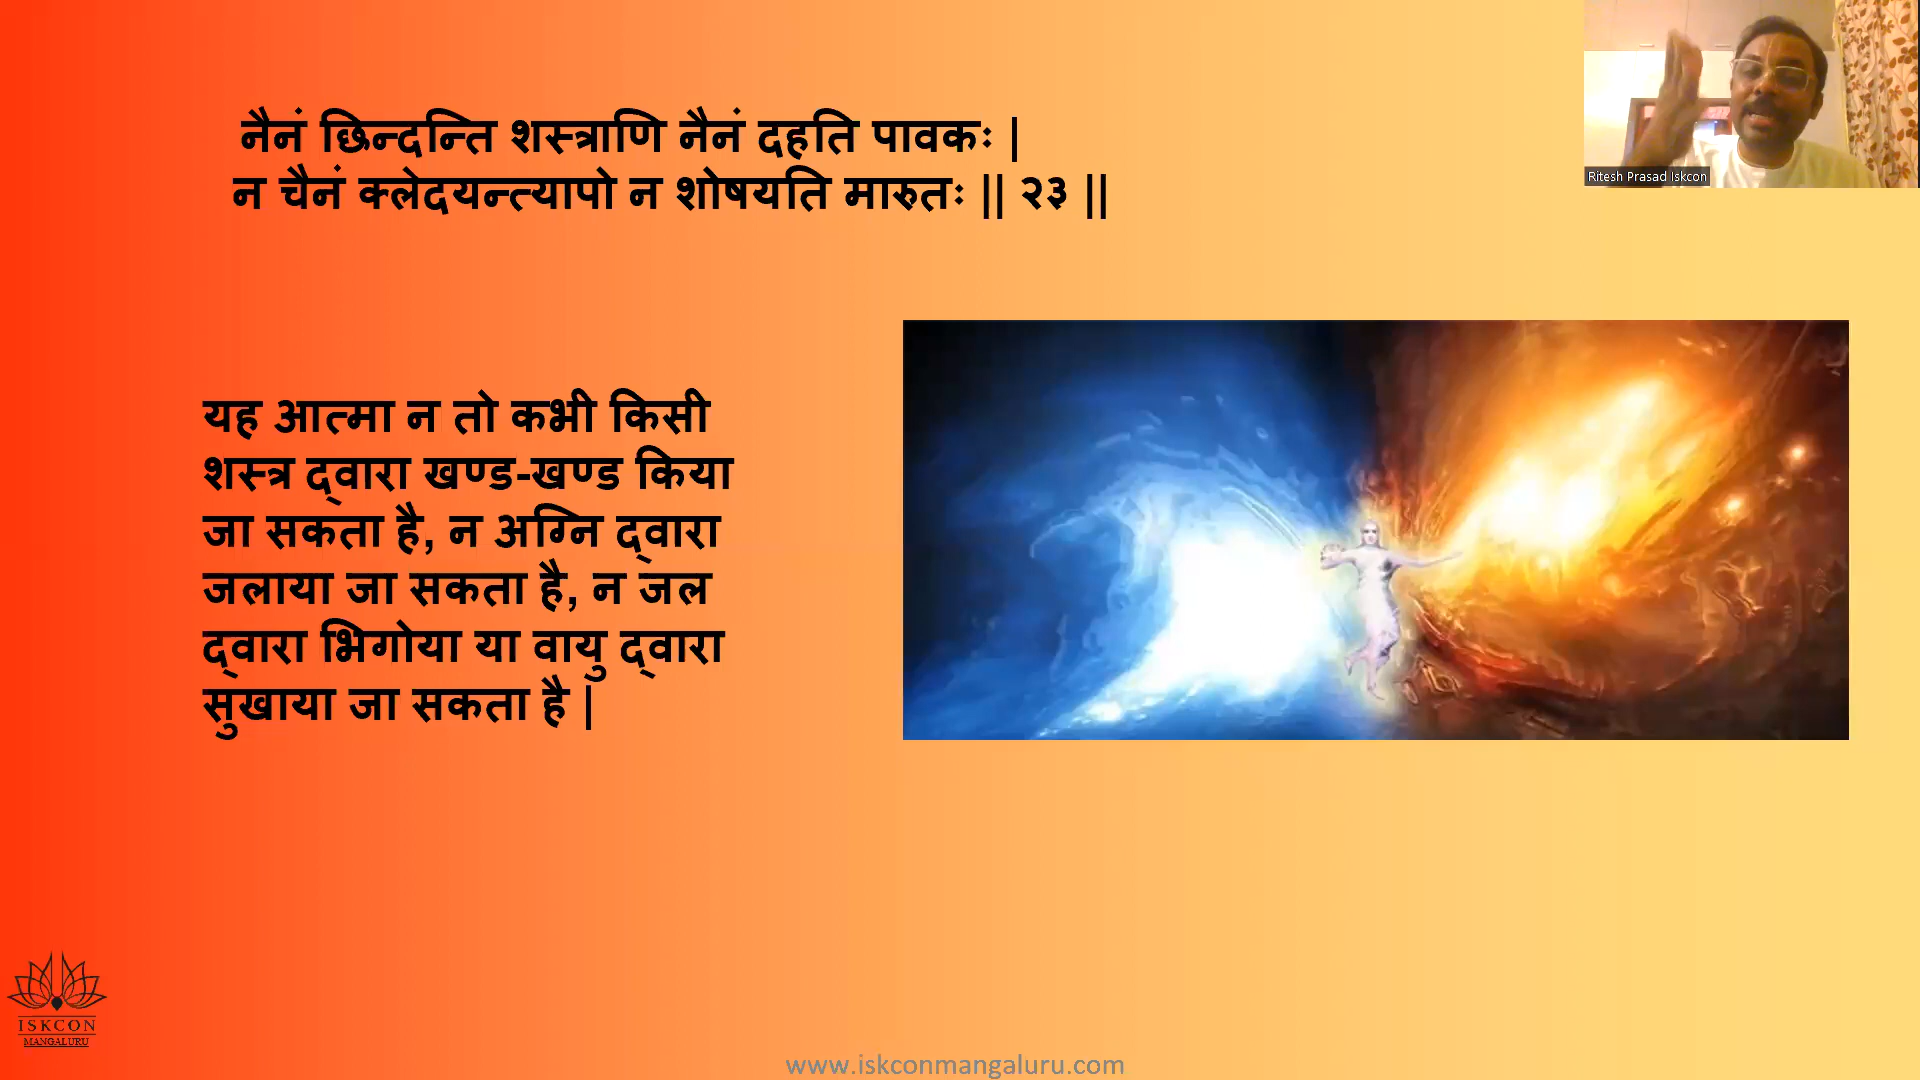 नैनं छिन्दन्ति शस्त्राणि नैनं दहति पावकः |
न चैनं क्लेदयन्त्यापो न शोषयति मारुतः || २३ ||
Ritesh Prasad Iskcon
यह आत्मा न तो कभी किसी
शस्त्र द्वारा खण्ड-खण्ड किया
जा सकता है, न अग्नि द्वारा
जलाया जा सकता है, न जल
द्वारा भिगोया या वायु द्वारा
सुखाया जा सकता है |
ISKCON
MANGALURU
www.iskconmangaluru.com